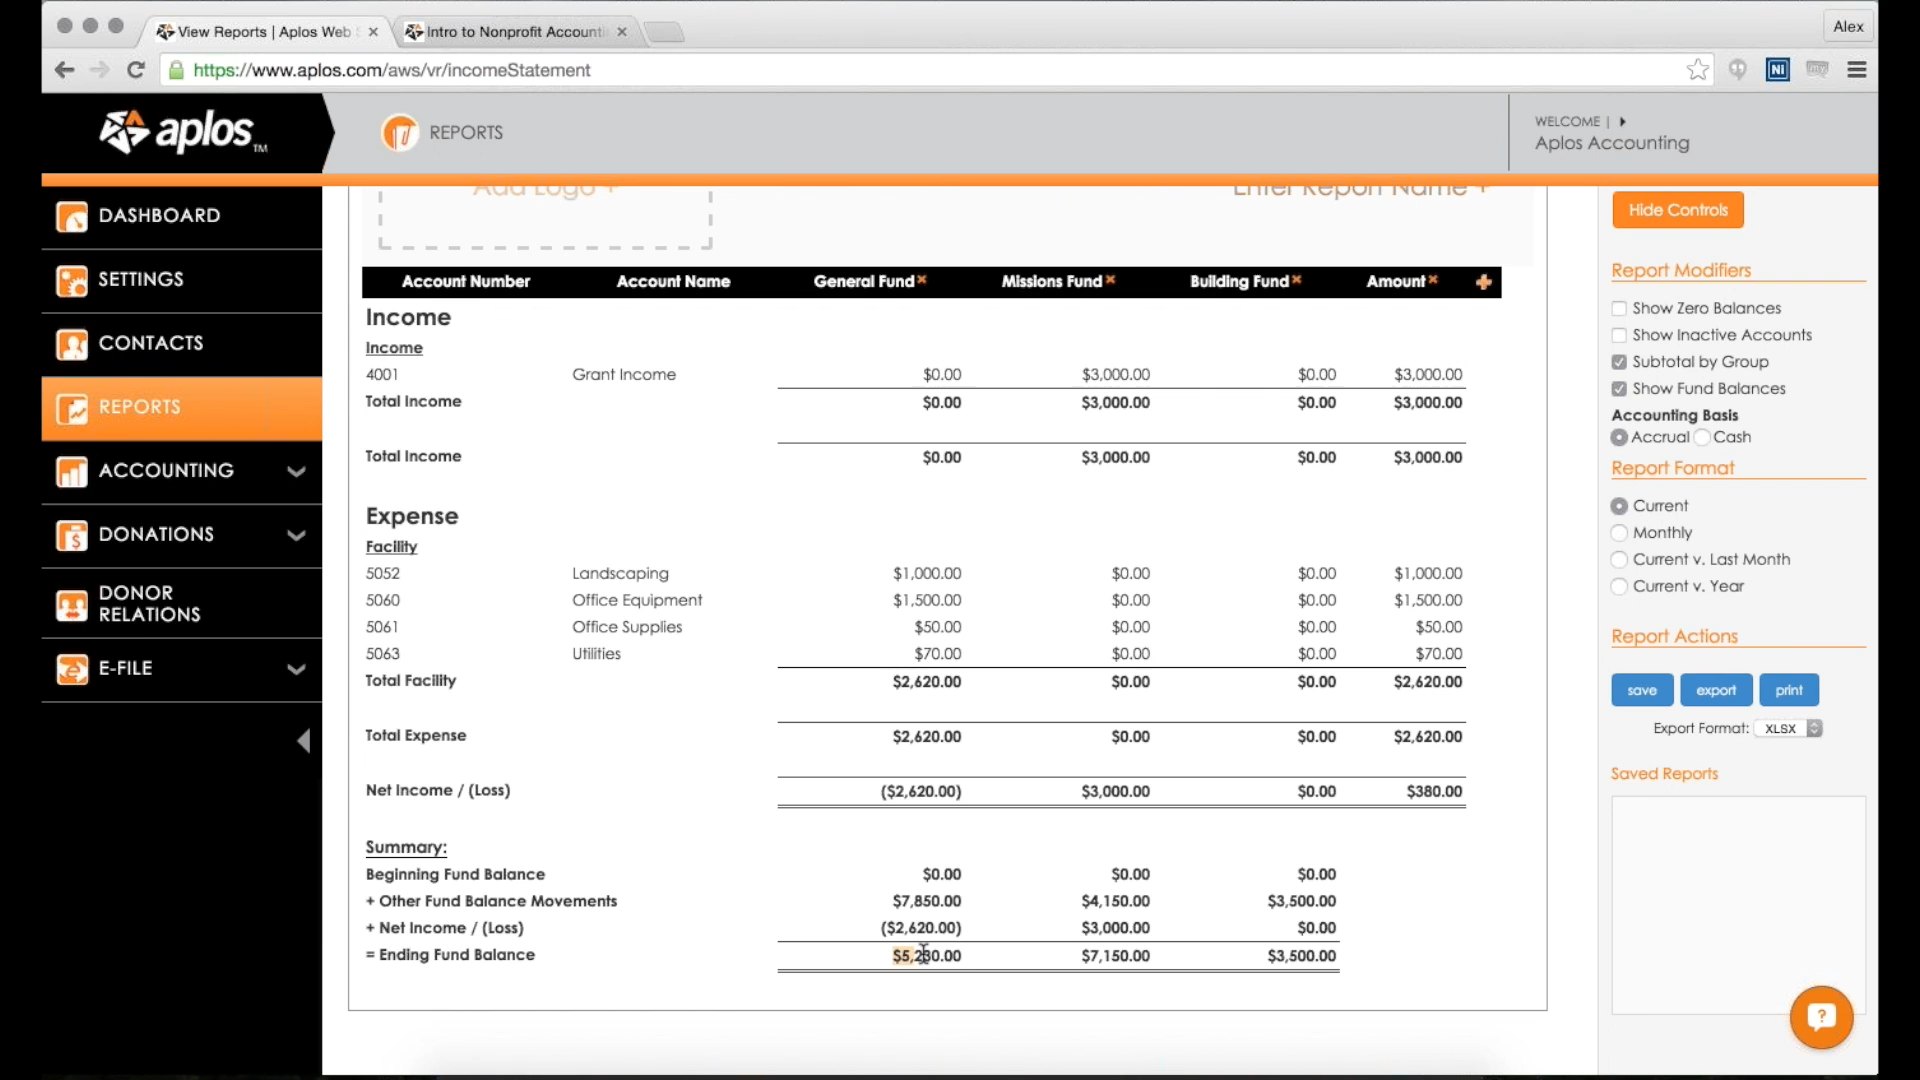 View Reports | Aplos Web S
Intro to Nonprofit Accounti
Alex
https://www.aplos.com/aws/vr/incomeStatement
Ni
my
aplos TM
REPORTS
WELCOME |
Aplos Accounting
DASHBOARD
SETTINGS
CONTACTS
REPORTS
ACCOUNTING
DONATIONS
DONOR
RELATIONS
E-FILE
Add Logo +
Enter Report Name +
Account Number Account Name General Fund Missions Fund Building Fund Amount
Income
Income
4001 Grant Income $0.00 $3,000.00 $0.00 $3,000.00
Total Income $0.00 $3,000.00 $0.00 $3,000.00
Total Income $0.00 $3,000.00 $0.00 $3,000.00
Expense
Facility
5052 Landscaping $1,000.00 $0.00 $0.00 $1,000.00
5060 Office Equipment $1,500.00 $0.00 $0.00 $1,500.00
5061 Office Supplies $50.00 $0.00 $0.00 $50.00
5063 Utilities $70.00 $0.00 $0.00 $70.00
Total Facility $2,620.00 $0.00 $0.00 $2,620.00
Total Expense $2,620.00 $0.00 $0.00 $2,620.00
Net Income / (Loss) ($2,620.00) $3,000.00 $0.00 $380.00
Summary:
Beginning Fund Balance $0.00 $0.00 $0.00
+ Other Fund Balance Movements $7,850.00 $4,150.00 $3,500.00
+ Net Income / (Loss) ($2,620.00) $3,000.00 $0.00
= Ending Fund Balance $5,230.00 $7,150.00 $3,500.00
Hide Controls
Report Modifiers
Show Zero Balances
Show Inactive Accounts
Subtotal by Group
Show Fund Balances
Accounting Basis
Accrual Cash
Report Format
Current
Monthly
Current v. Last Month
Current v. Year
Report Actions
save export print
Export Format: XLSX
Saved Reports
?